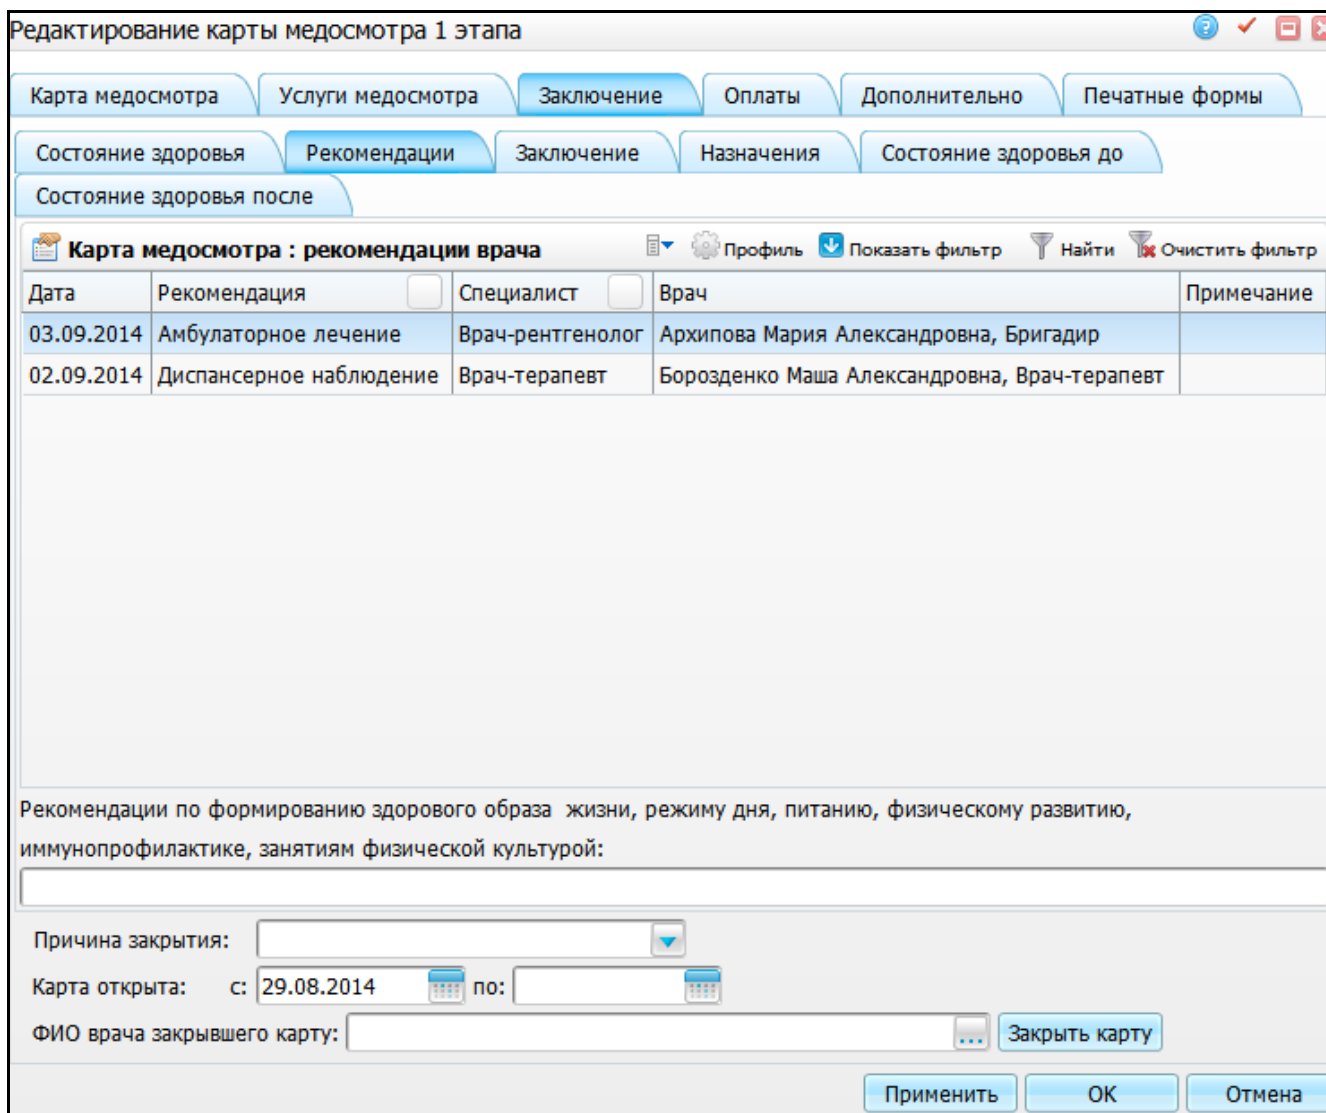 Редактирование карты медосмотра 1 этапа
Карта медосмотра Услуги медосмотра Заключение Оплаты Дополнительно Печатные формы
Состояние здоровья Рекомендации Заключение Назначения Состояние здоровья до
Состояние здоровья после
Карта медосмотра : рекомендации врача Профиль Показать фильтр Найти Очистить фильтр
Дата Рекомендация Специалист Врач Примечание
03.09.2014 Амбулаторное лечение Врач-рентгенолог Архипова Мария Александровна, Бригадир
02.09.2014 Диспансерное наблюдение Врач-терапевт Борозденко Маша Александровна, Врач-терапевт
Рекомендации по формированию здорового образа жизни, режиму дня, питанию, физическому развитию,
иммунопрофилактике, занятиям физической культурой:
Причина закрытия:
Карта открыта: с: 29.08.2014 по:
ФИО врача закрывшего карту: ... Закрыть карту
Применить ОК Отмена